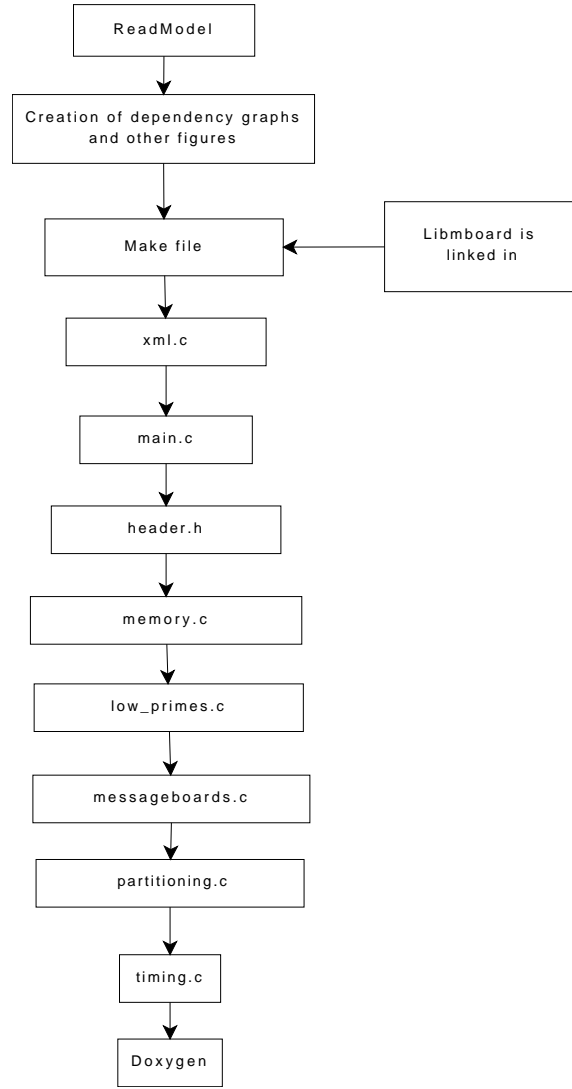 ReadModel
Creation of dependency graphs
and other figures
Make file
Libmboard is
linked in
xml.c
main.c
header.h
memory.c
low_primes.c
messageboards.c
partitioning.c
timing.c
Doxygen